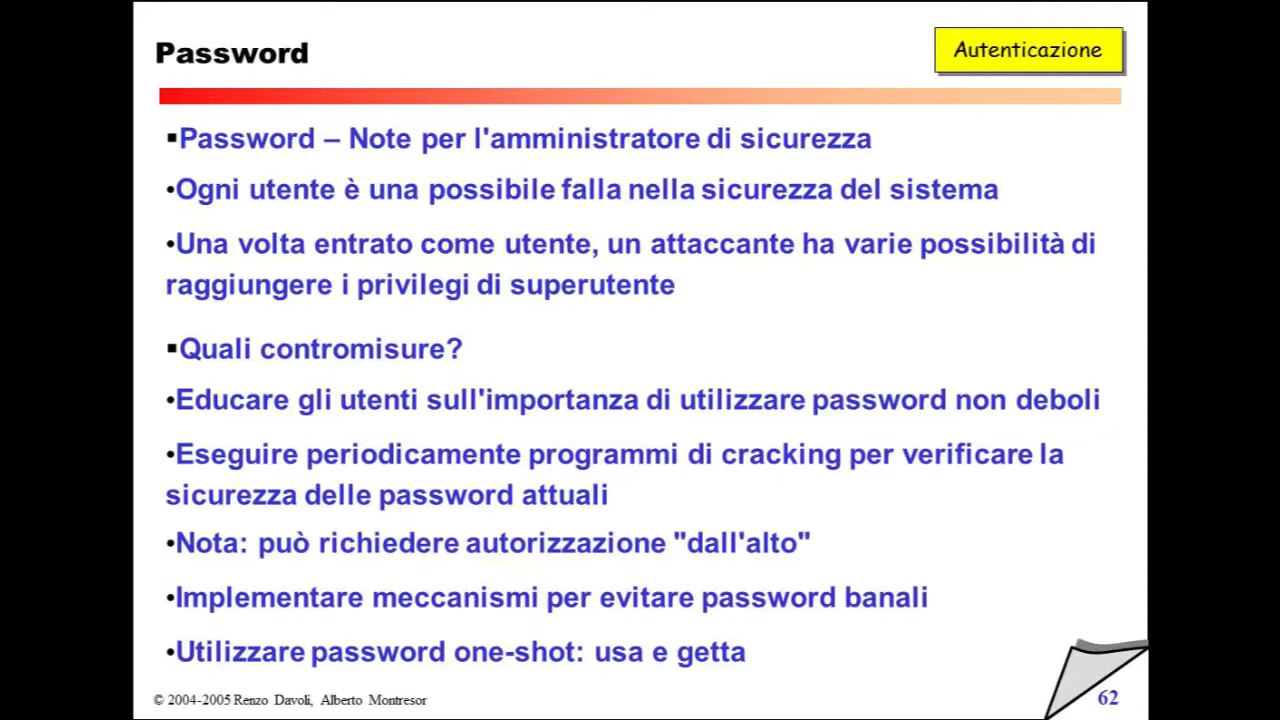 Password
Autenticazione
▪Password – Note per l'amministratore di sicurezza
•Ogni utente è una possibile falla nella sicurezza del sistema
•Una volta entrato come utente, un attaccante ha varie possibilità di
raggiungere i privilegi di superutente
▪Quali contromisure?
•Educare gli utenti sull'importanza di utilizzare password non deboli
•Eseguire periodicamente programmi di cracking per verificare la
sicurezza delle password attuali
•Nota: può richiedere autorizzazione "dall'alto"
•Implementare meccanismi per evitare password banali
•Utilizzare password one-shot: usa e getta
© 2004-2005 Renzo Davoli, Alberto Montresor
62